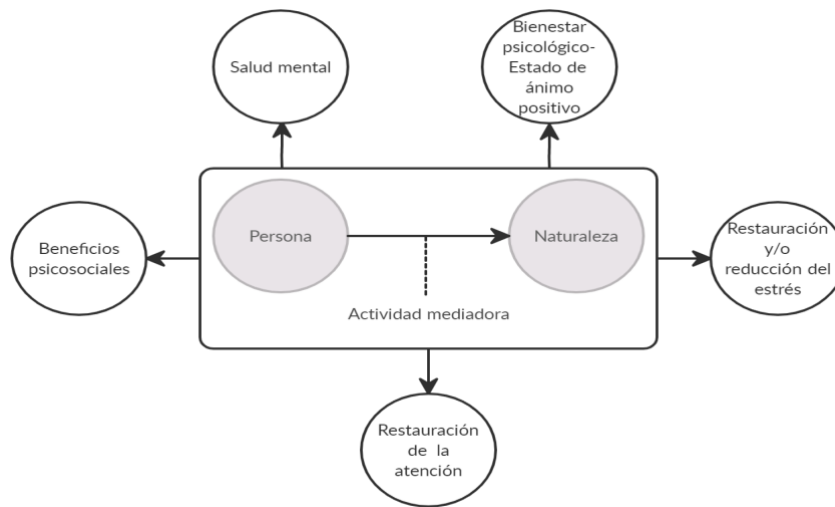 Salud mental
Bienestar
psicológico-
Estado de
ánimo
positivo
Persona
Naturaleza
Beneficios
psicosociales
Restauración
y/o
reducción del
estrés
Actividad mediadora
Restauración
de la
atención